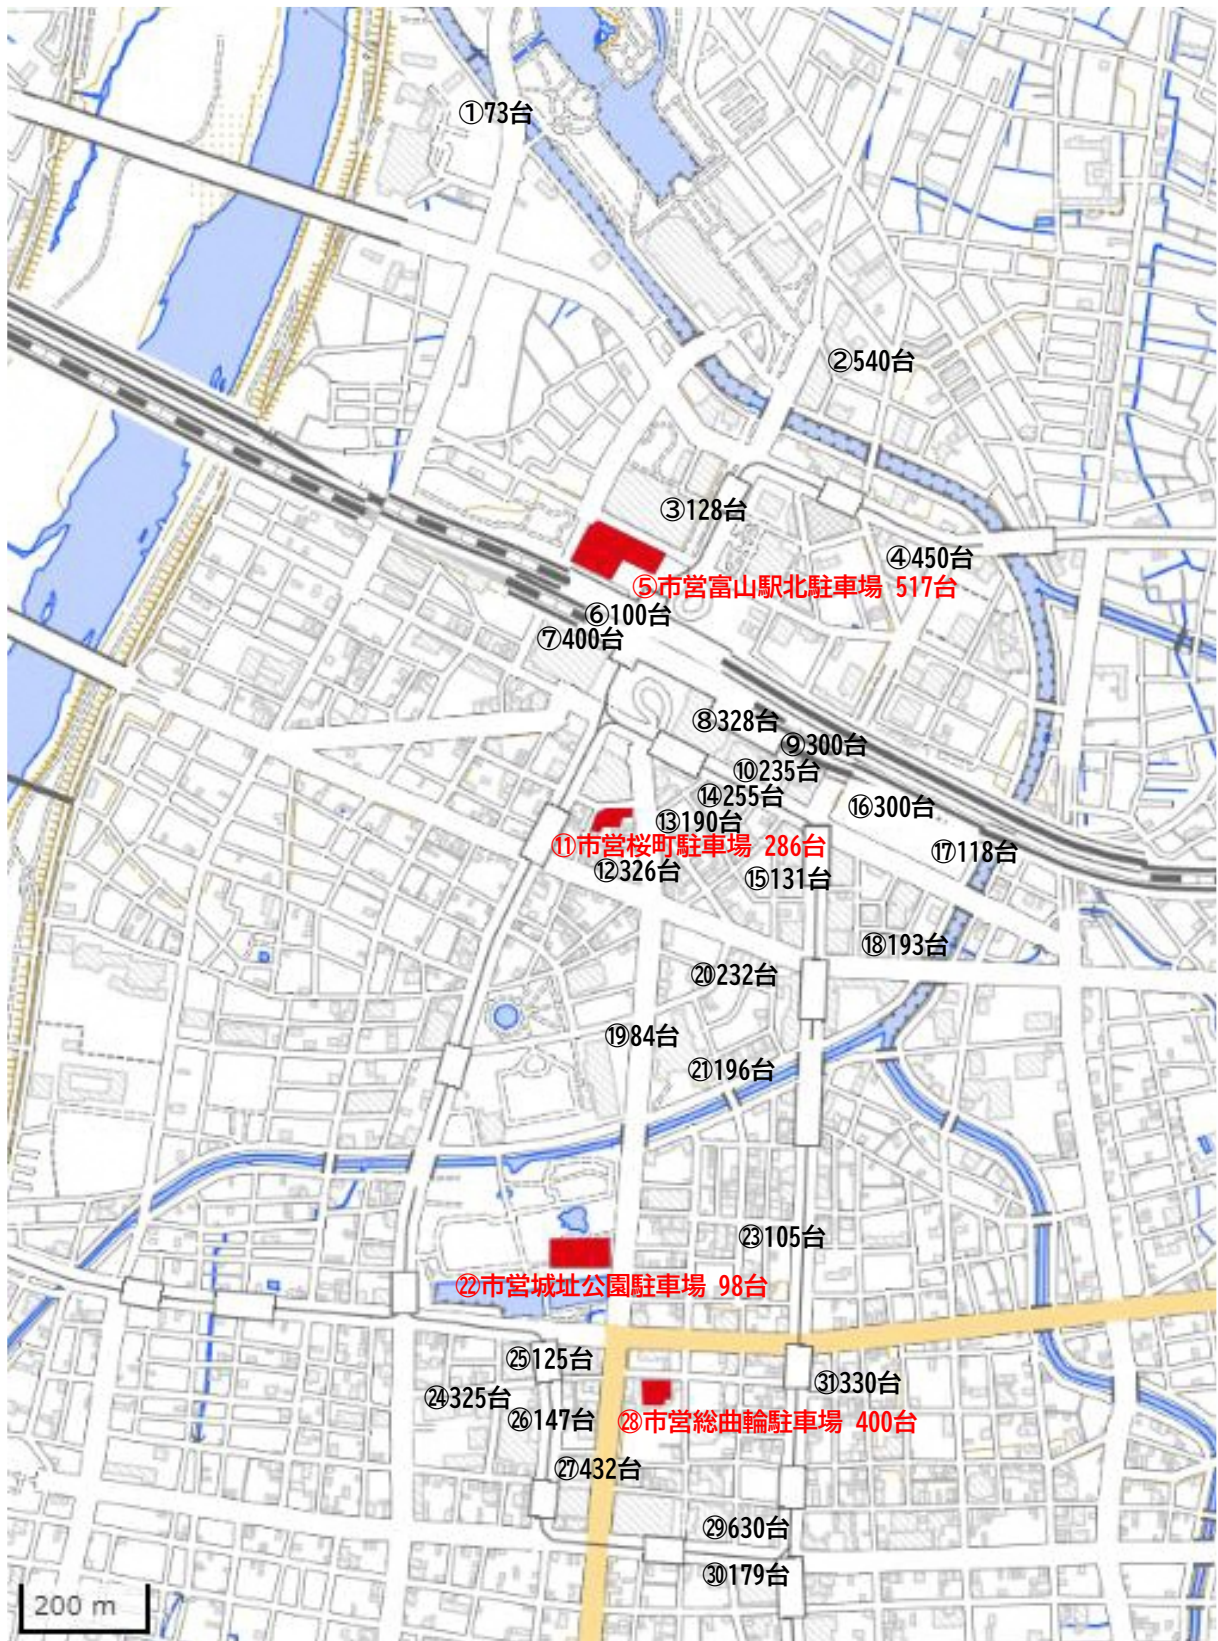 ①73台
②540台
③128台
④450台
⑤市営富山駅北駐車場 517台
⑥100台
⑦400台
⑧328台
⑨300台
⑩235台
⑭255台
⑯300台
⑬190台
⑪市営桜町駐車場 286台
⑰118台
⑫326台
⑮131台
⑱193台
⑳232台
⑲84台
㉑196台
㉓105台
㉒市営城址公園駐車場 98台
㉕125台
㉛330台
㉔325台
㉖147台
㉘市営総曲輪駐車場 400台
㉗432台
㉙630台
㉚179台
200 m